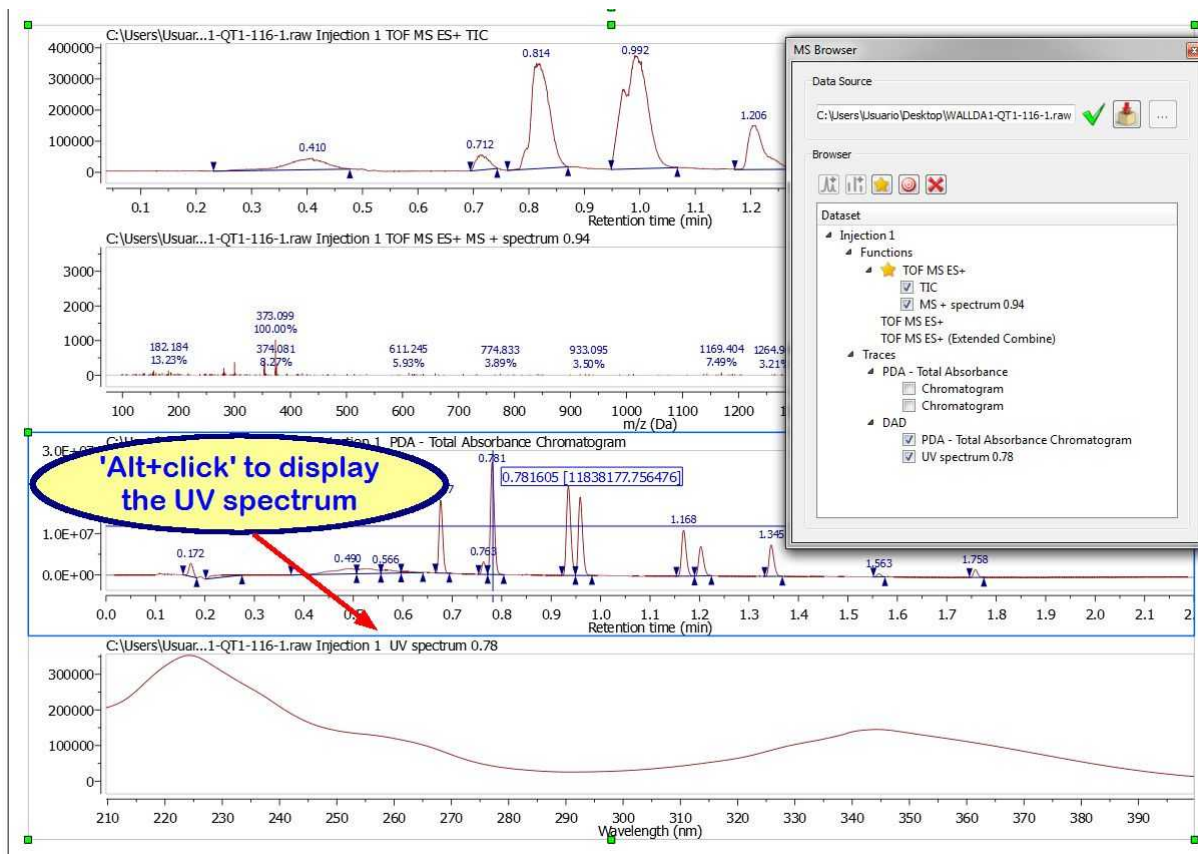 C:\Users\Usuar...1-QT1-116-1.raw Injection 1 TOF MS ES+ TIC
400000
300000
200000
100000
0
0.410
0.712
0.814
0.992
1.206
0.1 0.2 0.3 0.4 0.5 0.6 0.7 0.8 0.9 1.0 1.1 1.2
Retention time (min)
C:\Users\Usuar...1-QT1-116-1.raw Injection 1 TOF MS ES+ MS + spectrum 0.94
3000
2000
1000
0
182.184
13.23%
373.099
100.00%
374.081
8.27%
611.245
5.93%
774.833
3.89%
933.095
3.50%
1169.404
7.49%
1264.9
3.21%
100 200 300 400 500 600 700 800 900 1000 1100 1200
m/z (Da)
PDA - Total Absorbance Chromatogram
'Alt+click' to display
the UV spectrum
1.0E+07
0.0E+00
0.172
0.490
0.566
0.763
0.781
0.781605 [11838177.756476]
1.168
1.345
1.563
1.758
0.0 0.1 0.2 0.3 0.4 0.6 0.7 0.8 0.9 1.0 1.1 1.2 1.3 1.4 1.5 1.6 1.7 1.8 1.9 2.0 2.1
Retention time (min)
C:\Users\Usuar...1-QT1-116-1.raw Injection 1 UV spectrum 0.78
300000
200000
100000
0
210 220 230 240 250 260 270 280 290 300 310 320 330 340 350 360 370 380 390
Wavelength (nm)
MS Browser
Data Source
C:\Users\Usuario\Desktop\WALLDA1-QT1-116-1.raw
...
Browser
Dataset
Injection 1
Functions
TOF MS ES+
TIC
MS + spectrum 0.94
TOF MS ES+
TOF MS ES+ (Extended Combine)
Traces
PDA - Total Absorbance
Chromatogram
Chromatogram
DAD
PDA - Total Absorbance Chromatogram
UV spectrum 0.78